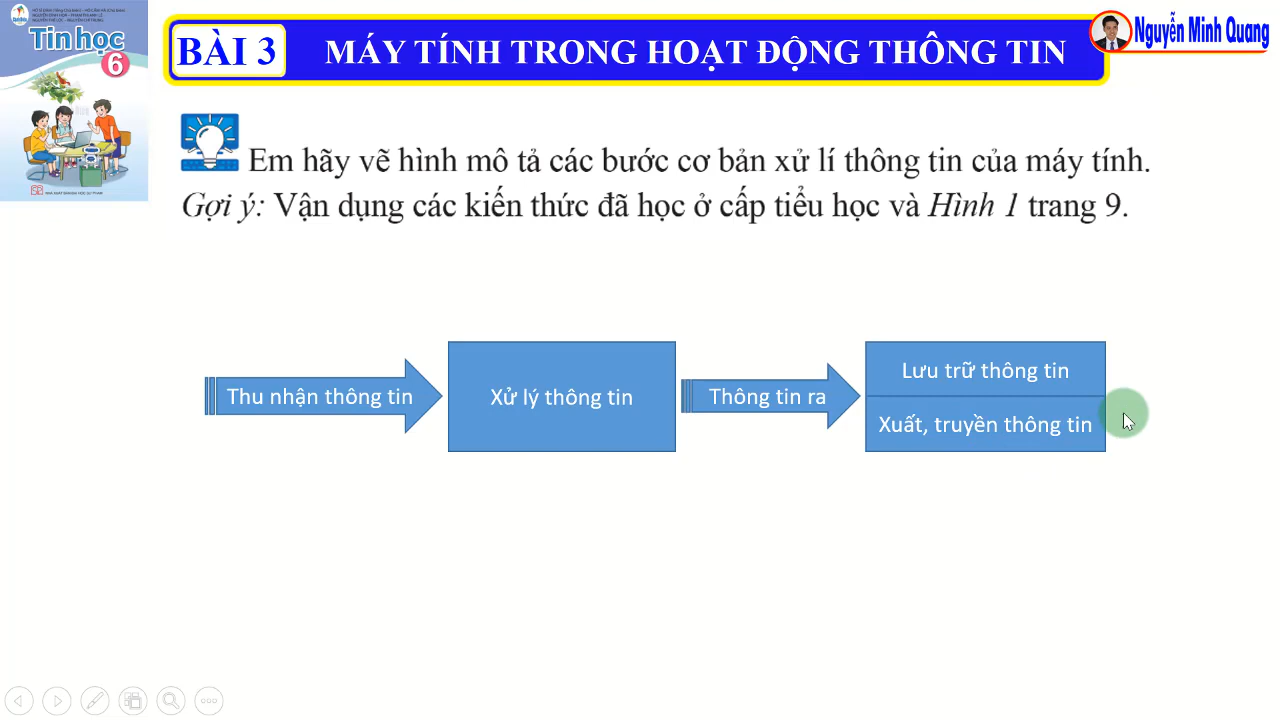 Tin học
6
BÀI 3
MÁY TÍNH TRONG HOẠT ĐỘNG THÔNG TIN
Nguyễn Minh Quang
Em hãy vẽ hình mô tả các bước cơ bản xử lí thông tin của máy tính.
Gợi ý: Vận dụng các kiến thức đã học ở cấp tiểu học và Hình 1 trang 9.
Thu nhận thông tin
Xử lý thông tin
Thông tin ra
Lưu trữ thông tin
Xuất, truyền thông tin